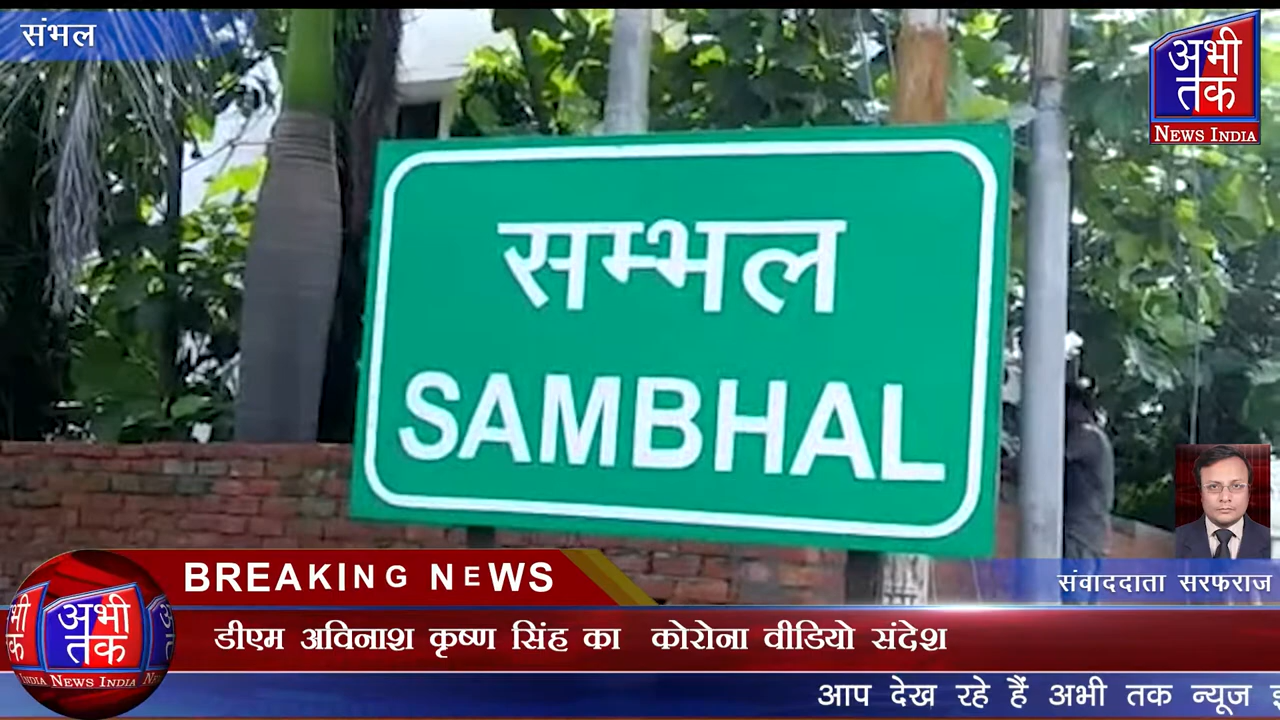 संभल
अभी
तक
NEWS INDIA
सम्भल
SAMBHAL
BREAKING NEWS
संवाददाता सरफराज
डीएम अविनाश कृष्ण सिंह का कोरोना वीडियो संदेश
अभी
तक
INDIA NEWS INDIA
आप देख रहे हैं अभी तक न्यूज